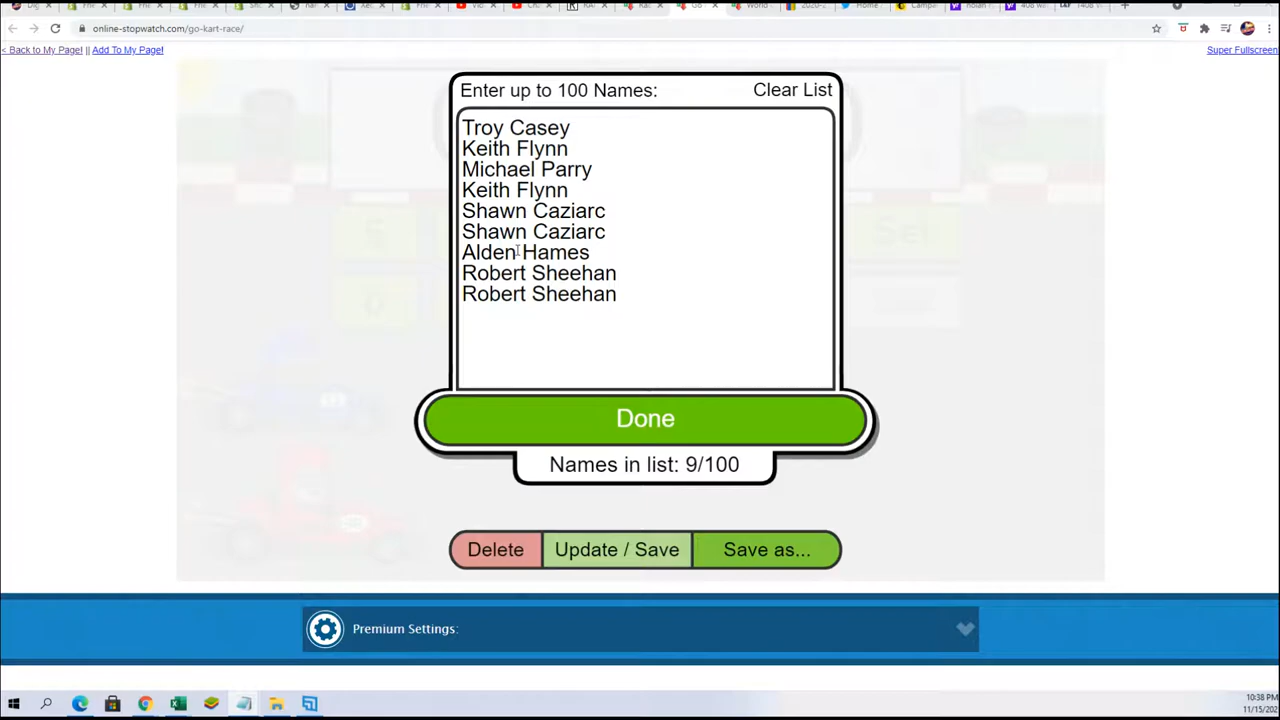 online-stopwatch.com/go-kart-race/
< Back to My Page! || Add To My Page!
Super Fullscreen
Enter up to 100 Names:
Clear List
Troy Casey
Keith Flynn
Michael Parry
Keith Flynn
Shawn Caziarc
Shawn Caziarc
Alden Hames
Robert Sheehan
Robert Sheehan
Done
Names in list: 9/100
Delete
Update / Save
Save as...
Premium Settings:
10:38 PM